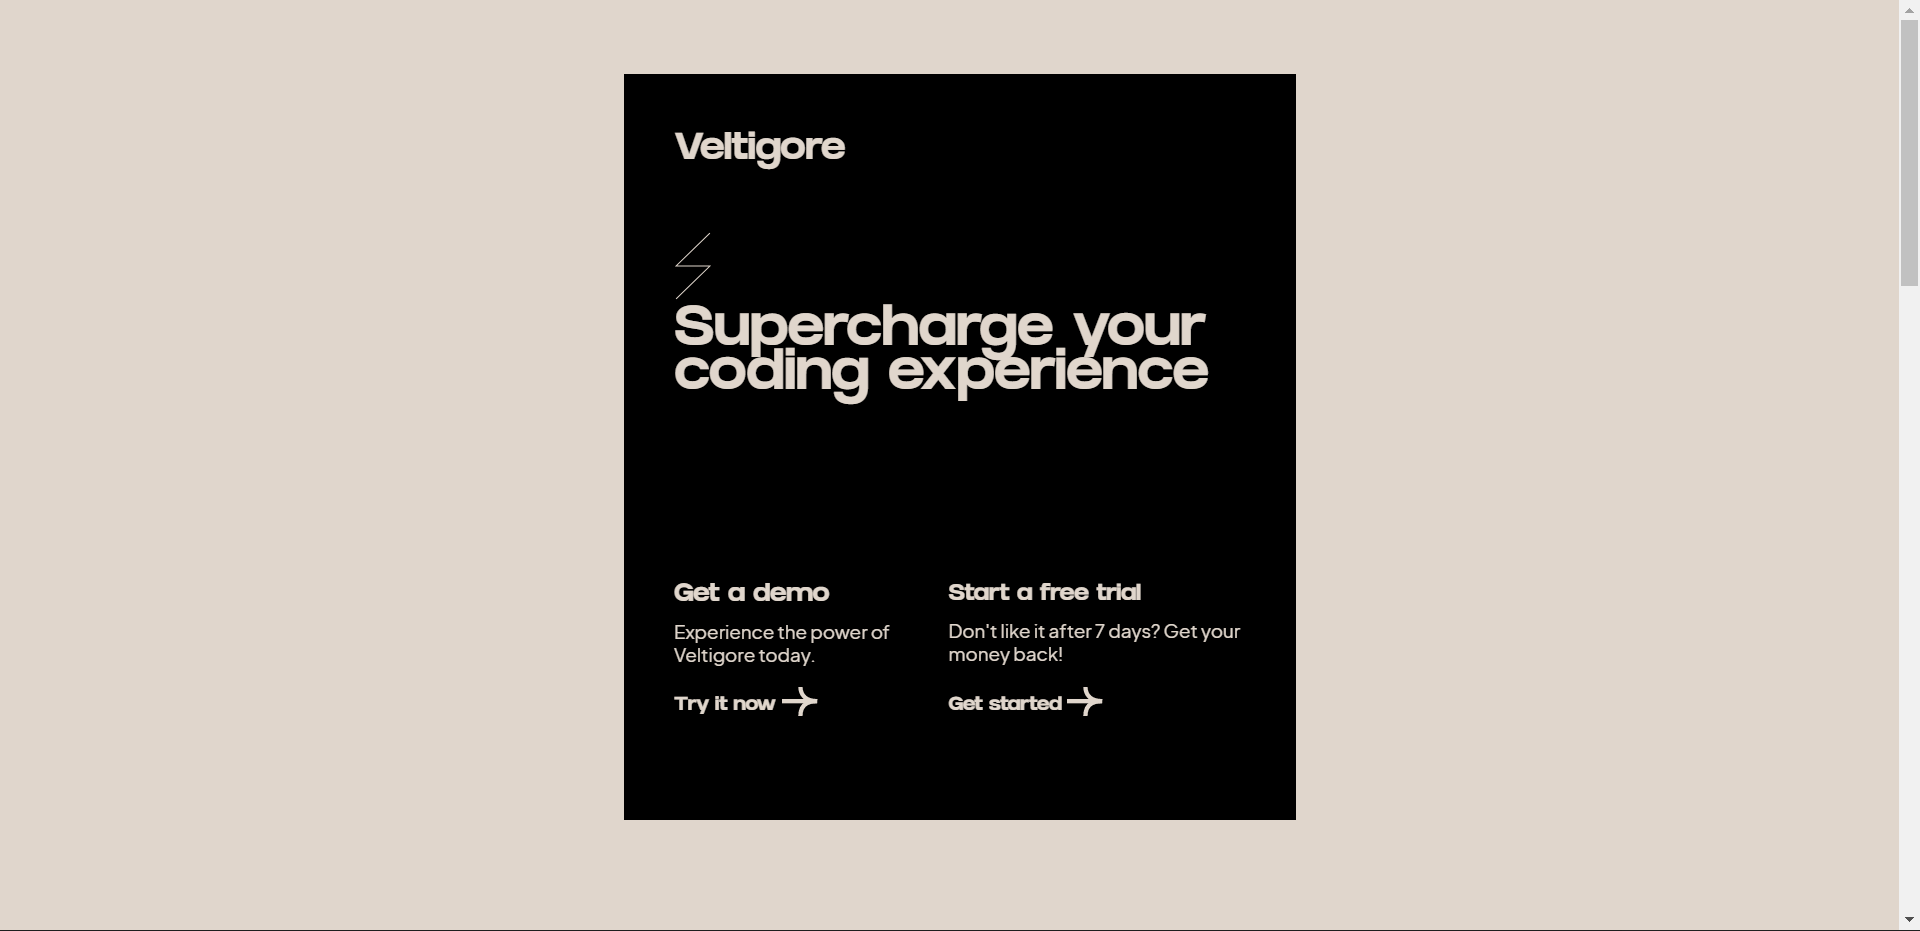 Veltigore
Supercharge your
coding experience
Get a demo
Experience the power of
Veltigore today.
Try it now
Start a free trial
Don't like it after 7 days? Get your
money back!
Get started